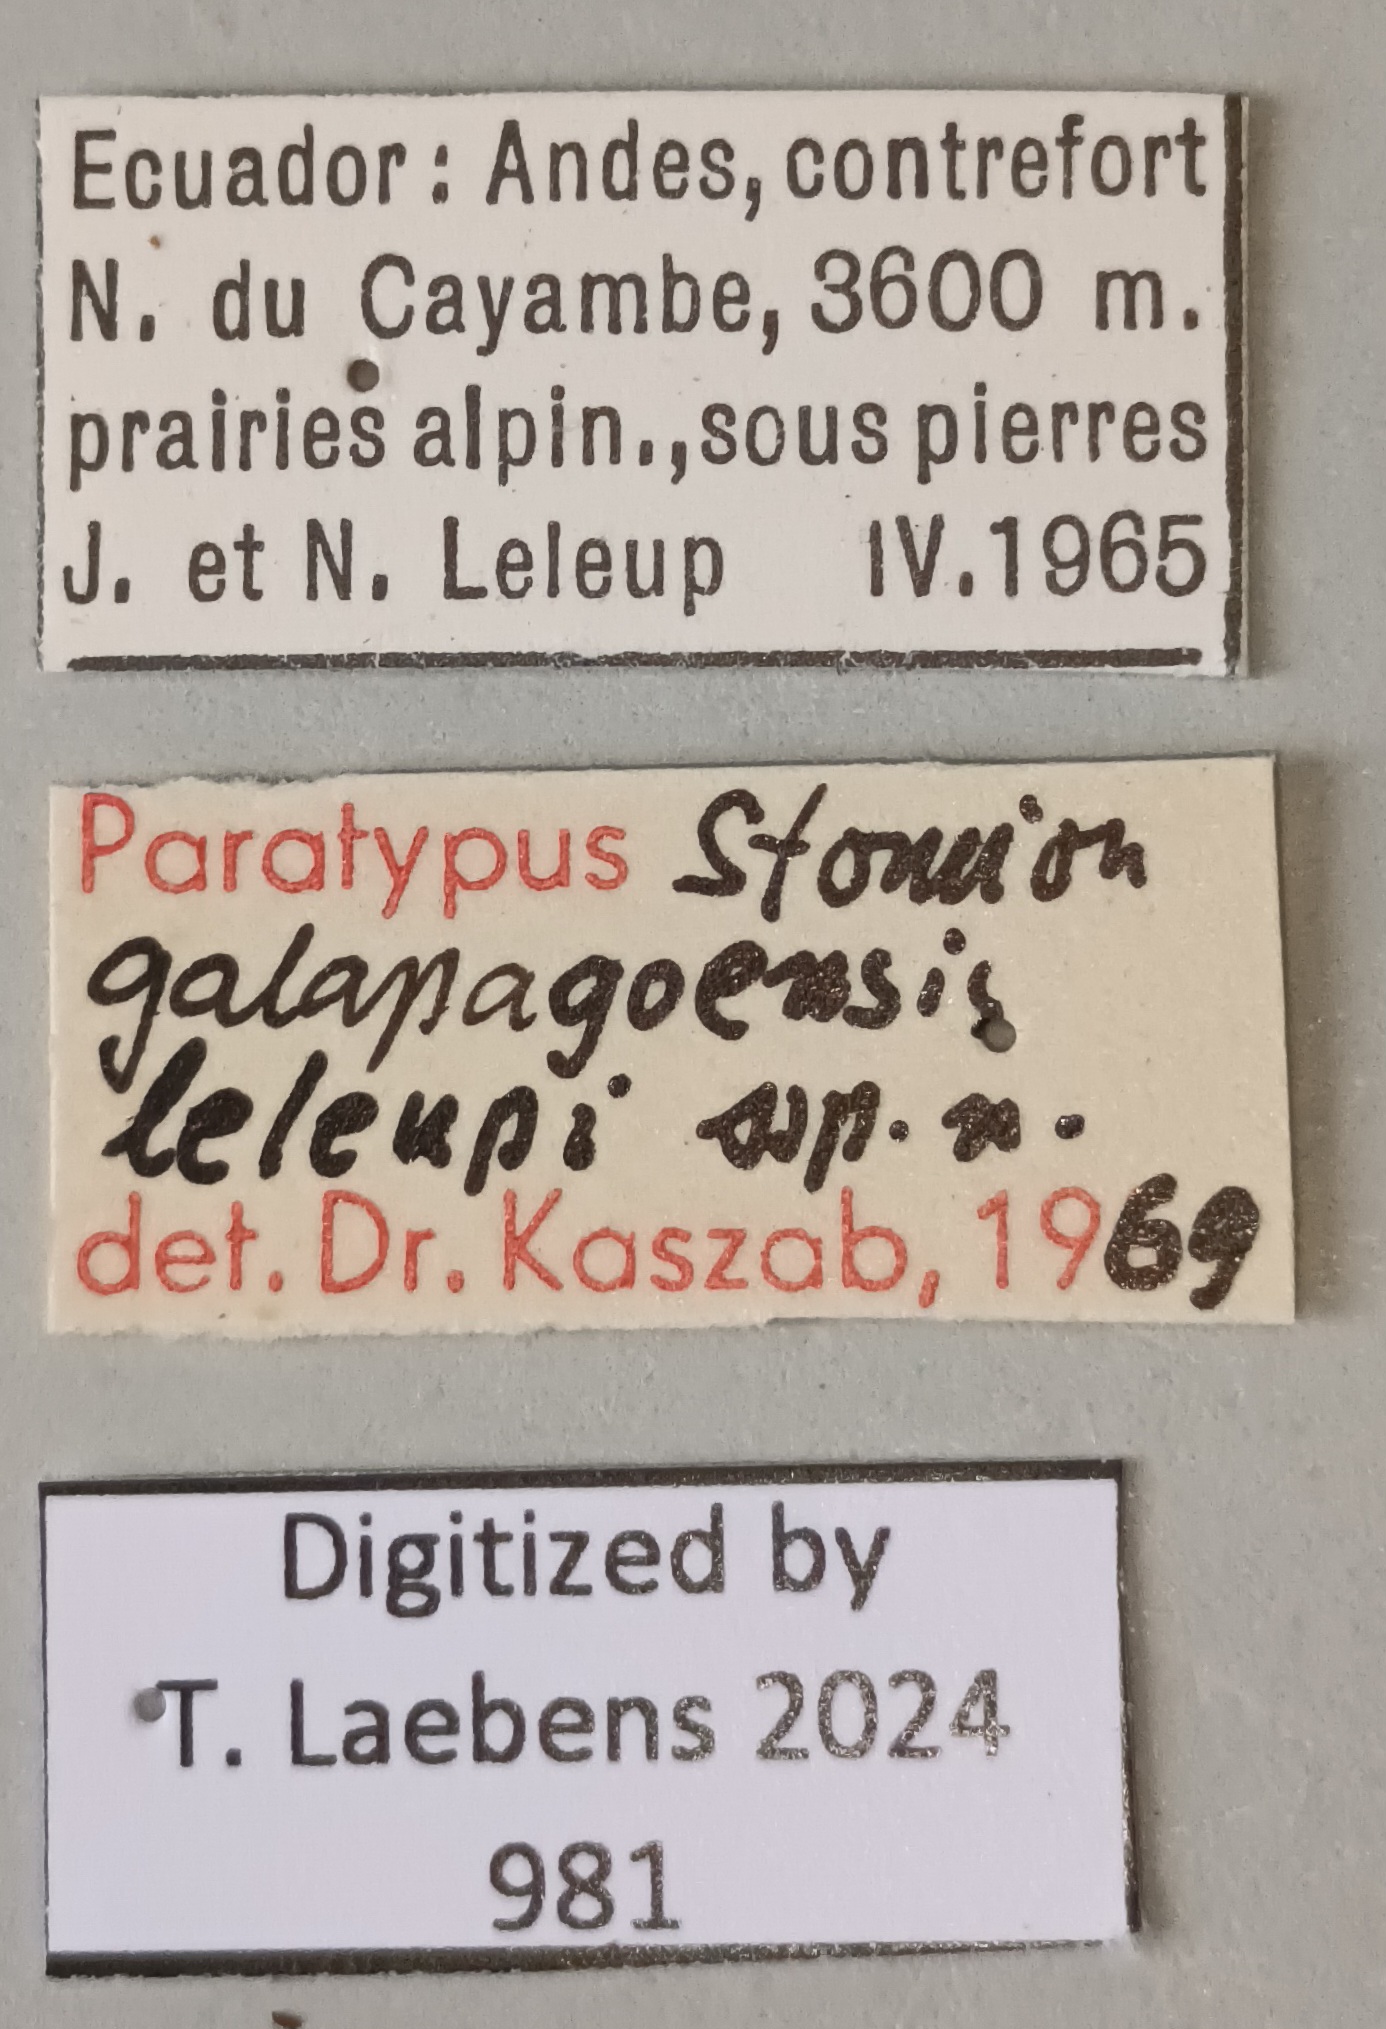 Ecuador : Andes, contrefort
N. du Cayambe, 3600 m.
prairies alpin., sous pierres
J. et N. Leleup IV.1965
Paratypus Stomion
galapagoensis
leleupi sp. n.
det. Dr. Kaszab, 1969
Digitized by
T. Laebens 2024
981